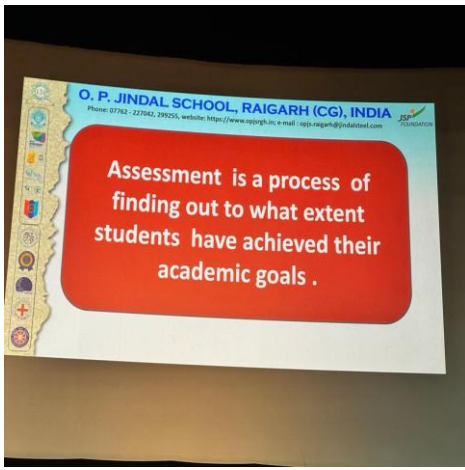 O. P. JINDAL SCHOOL, RAIGARH (CG), INDIA
Phone: 07762 - 227042, 299255, website: https://www.opjsrgh.in; e-mail : opjs.raigarh@jindalsteel.com
JSP
FOUNDATION
Assessment is a process of
finding out to what extent
students have achieved their
academic goals .